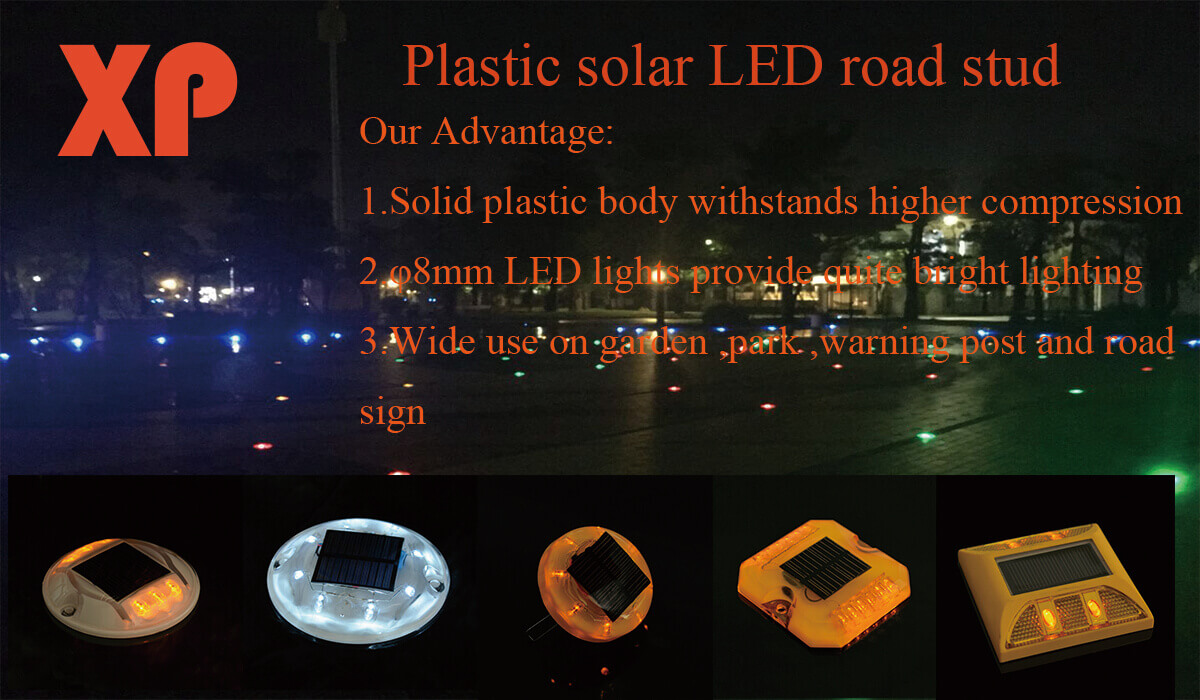 XP
Plastic solar LED road stud
Our Advantage:
1.Solid plastic body withstands higher compression
2.φ8mm LED lights provide quite bright lighting
3.Wide use on garden ,park ,warning post and road
sign